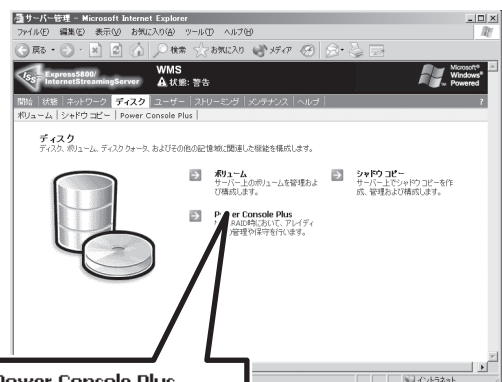 サーバー管理 - Microsoft Internet Explorer
ファイル(F) 編集(E) 表示(V) お気に入り(A) ツール(T) ヘルプ(H)
戻る 検索 お気に入り メディア
Express5800/
InternetStreamingServer
WMS
状態: 警告
Microsoft®
Windows®
Powered
開始 状態 ネットワーク ディスク ユーザー ストリーミング メンテナンス ヘルプ ?
ボリューム | シャドウ コピー | Power Console Plus
ディスク
ディスク、ボリューム、ディスク クォータ、およびその他の記憶域に関連した機能を構成します。
ボリューム
サーバー上のボリュームを管理およ
び構成します。
シャドウ コピー
サーバー上でシャドウコピーを作
成、管理および構成します。
er Console Plus
RAID時において、アレイディ
の管理や保守を行います。
Power Console Plus
イントラネット